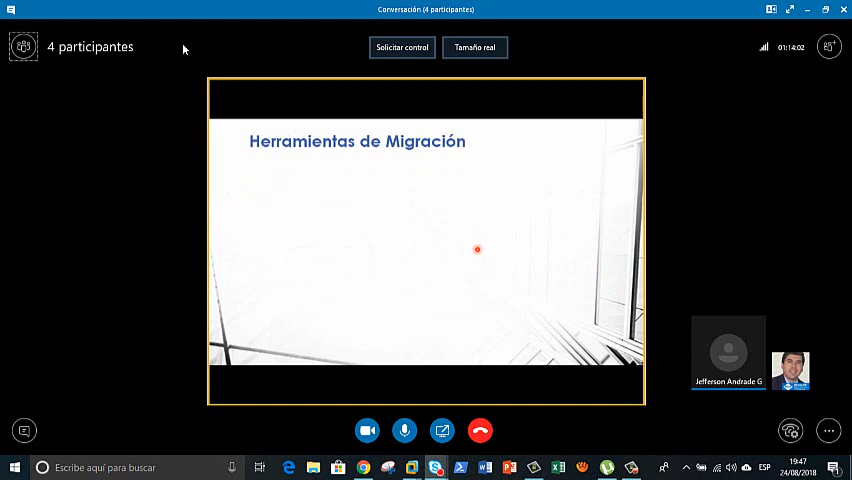 Conversación (4 participantes)
4 participantes
Solicitar control
Tamaño real
01:14:02
Herramientas de Migración
Jefferson Andrade G
Escribe aquí para buscar
ESP
19:47
24/08/2018